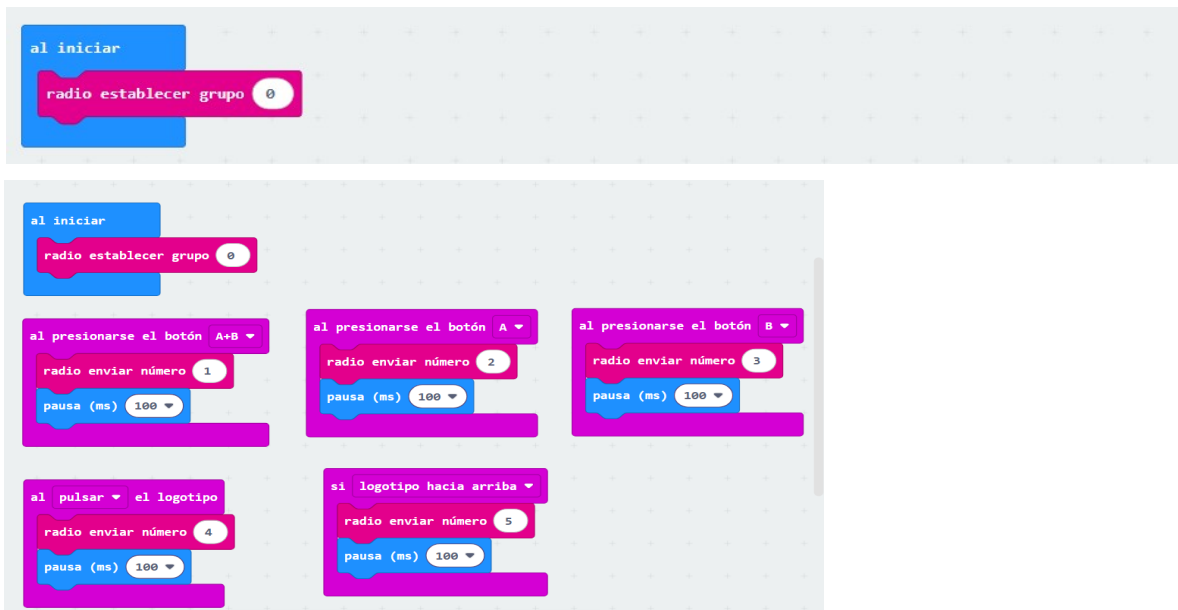 al iniciar
radio establecer grupo 0
al iniciar
radio establecer grupo 0
al presionarse el botón A+B
radio enviar número 1
pausa (ms) 100
al presionarse el botón A
radio enviar número 2
pausa (ms) 100
al presionarse el botón B
radio enviar número 3
pausa (ms) 100
al pulsar el logotipo
radio enviar número 4
pausa (ms) 100
si logotipo hacia arriba
radio enviar número 5
pausa (ms) 100